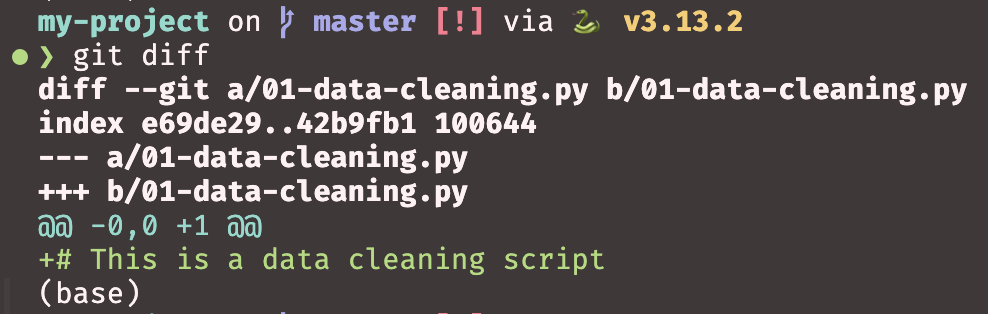 my-project on master [!] via 🐍 v3.13.2
❯ git diff
diff --git a/01-data-cleaning.py b/01-data-cleaning.py
index e69de29..42b9fb1 100644
--- a/01-data-cleaning.py
+++ b/01-data-cleaning.py
@@ -0,0 +1 @@
+# This is a data cleaning script
(base)